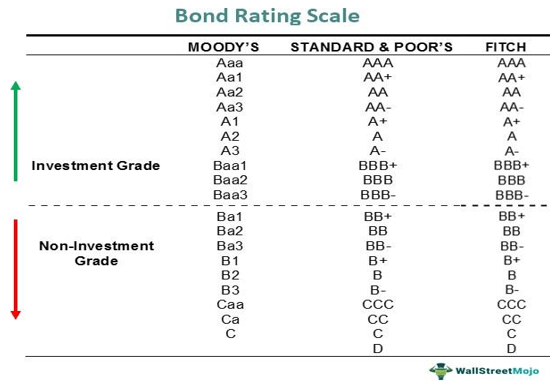 Bond Rating Scale
MOODY'S STANDARD & POOR'S FITCH
Aaa AAA AAA
Aa1 AA+ AA+
Aa2 AA AA
Aa3 AA- AA-
A1 A+ A+
A2 A A
A3 A- A-
Investment Grade Baa1 BBB+ BBB+
Baa2 BBB BBB
Baa3 BBB- BBB-
Ba1 BB+ BB+
Ba2 BB BB
Non-Investment Ba3 BB- BB-
Grade B1 B+ B+
B2 B B
B3 B- B-
Caa CCC CCC
Ca CC CC
C C C
D D
WallStreetMojo